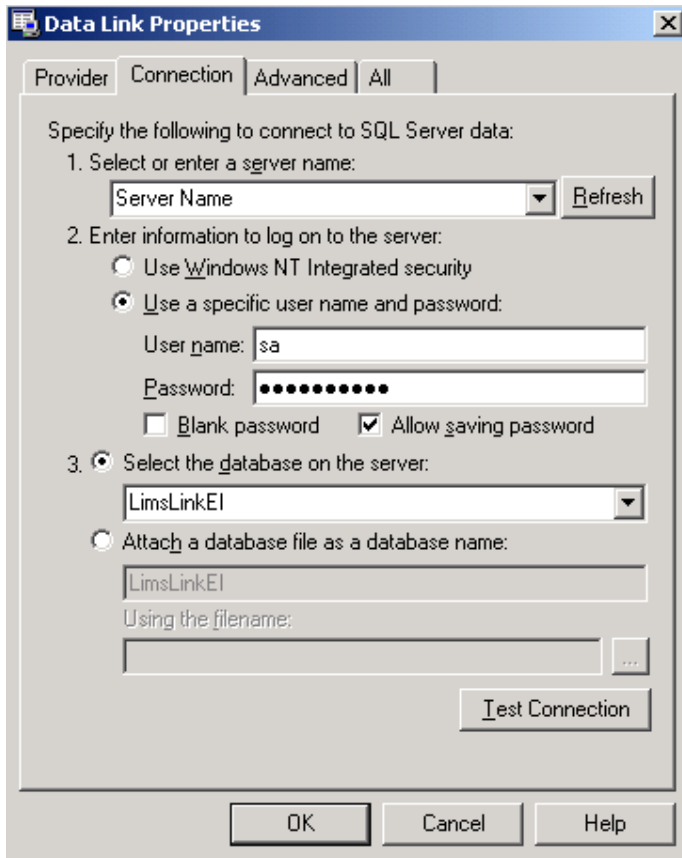 Data Link Properties
Provider Connection Advanced All
Specify the following to connect to SQL Server data:
1. Select or enter a server name:
Server Name Refresh
2. Enter information to log on to the server:
Use Windows NT Integrated security
Use a specific user name and password:
User name: sa
Password: ●●●●●●●●●●
Blank password Allow saving password
3. Select the database on the server:
LimsLinkEI
Attach a database file as a database name:
LimsLinkEI
Using the filename:
...
Test Connection
OK Cancel Help